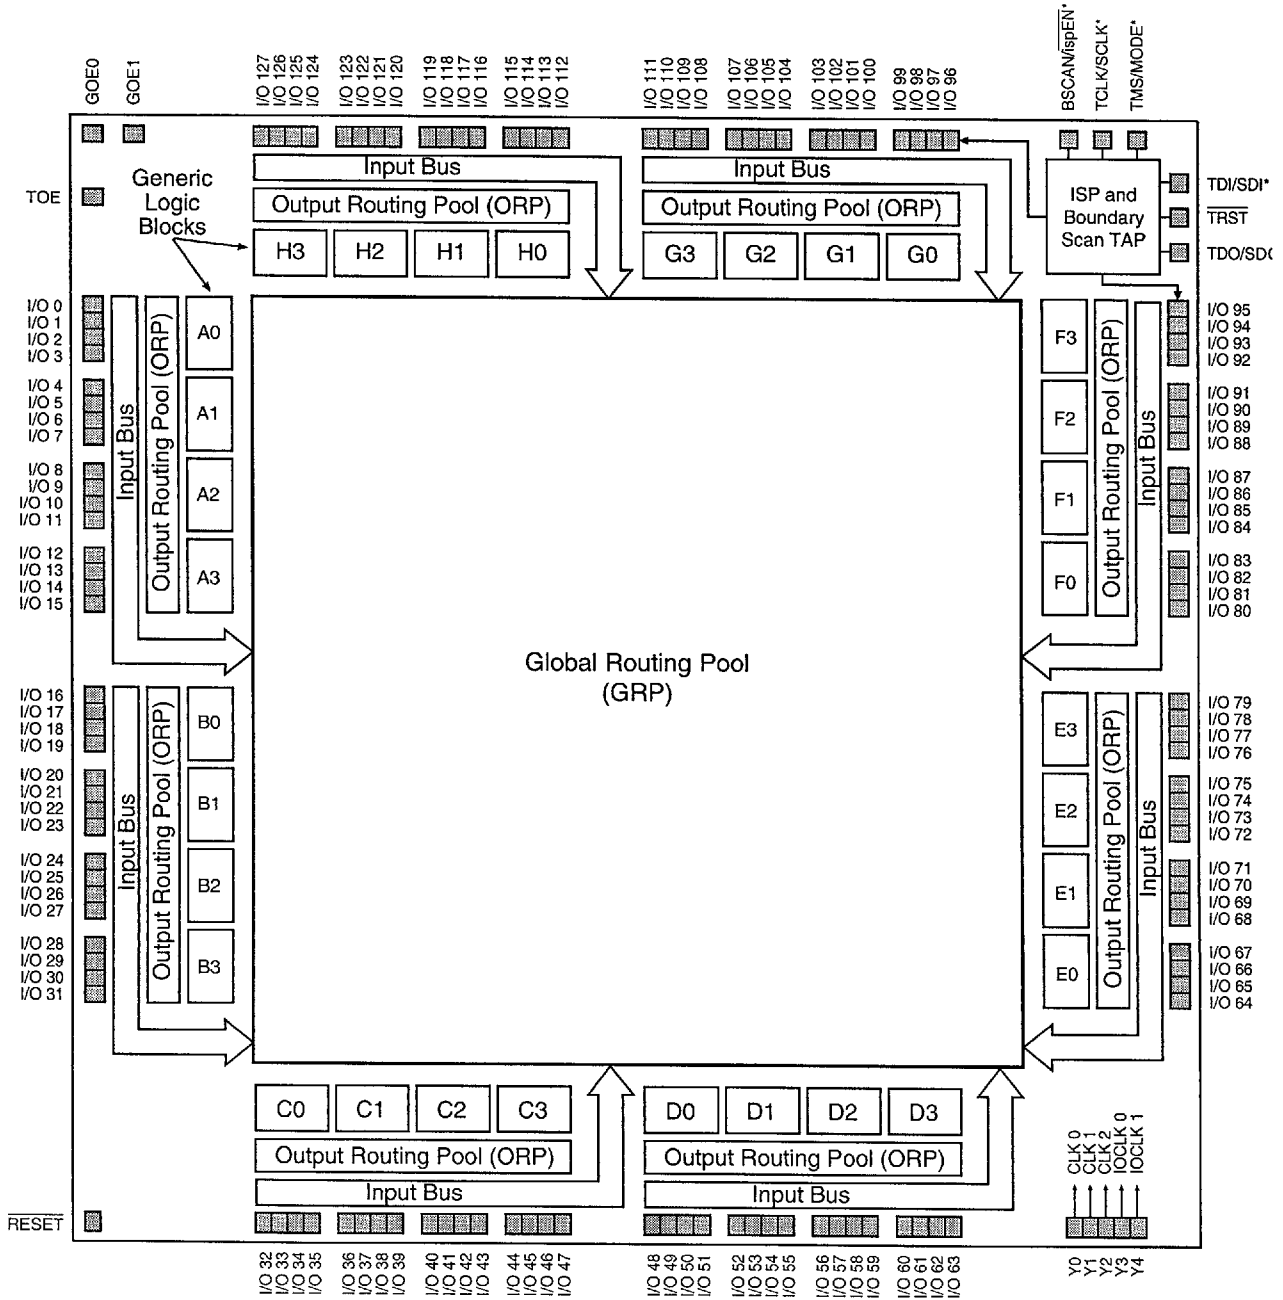 GOE0
GOE1
I/O 127
I/O 126
I/O 125
I/O 124
I/O 123
I/O 122
I/O 121
I/O 120
I/O 119
I/O 118
I/O 117
I/O 116
I/O 115
I/O 114
I/O 113
I/O 112
I/O 111
I/O 110
I/O 109
I/O 108
I/O 107
I/O 106
I/O 105
I/O 104
I/O 103
I/O 102
I/O 101
I/O 100
I/O 99
I/O 98
I/O 97
I/O 96
BSCAN/ispEN*
TCLK/SCLK*
TMS/MODE*
TOE
Generic
Logic
Blocks
Input Bus
Output Routing Pool (ORP)
H3
H2
H1
H0
Input Bus
Output Routing Pool (ORP)
G3
G2
G1
G0
ISP and
Boundary
Scan TAP
TDI/SDI*
TRST
TDO/SDO
I/O 0
I/O 1
I/O 2
I/O 3
I/O 4
I/O 5
I/O 6
I/O 7
I/O 8
I/O 9
I/O 10
I/O 11
I/O 12
I/O 13
I/O 14
I/O 15
Input Bus
Output Routing Pool (ORP)
A0
A1
A2
A3
I/O 16
I/O 17
I/O 18
I/O 19
I/O 20
I/O 21
I/O 22
I/O 23
I/O 24
I/O 25
I/O 26
I/O 27
I/O 28
I/O 29
I/O 30
I/O 31
Input Bus
Output Routing Pool (ORP)
B0
B1
B2
B3
Global Routing Pool
(GRP)
F3
F2
F1
F0
Output Routing Pool (ORP)
Input Bus
I/O 95
I/O 94
I/O 93
I/O 92
I/O 91
I/O 90
I/O 89
I/O 88
I/O 87
I/O 86
I/O 85
I/O 84
I/O 83
I/O 82
I/O 81
I/O 80
E3
E2
E1
E0
Output Routing Pool (ORP)
Input Bus
I/O 79
I/O 78
I/O 77
I/O 76
I/O 75
I/O 74
I/O 73
I/O 72
I/O 71
I/O 70
I/O 69
I/O 68
I/O 67
I/O 66
I/O 65
I/O 64
C0
C1
C2
C3
Output Routing Pool (ORP)
Input Bus
D0
D1
D2
D3
Output Routing Pool (ORP)
Input Bus
CLK 0
CLK 1
CLK 2
IOCLK 0
IOCLK 1
RESET
I/O 32
I/O 33
I/O 34
I/O 35
I/O 36
I/O 37
I/O 38
I/O 39
I/O 40
I/O 41
I/O 42
I/O 43
I/O 44
I/O 45
I/O 46
I/O 47
I/O 48
I/O 49
I/O 50
I/O 51
I/O 52
I/O 53
I/O 54
I/O 55
I/O 56
I/O 57
I/O 58
I/O 59
I/O 60
I/O 61
I/O 62
I/O 63
Y0
Y1
Y2
Y3
Y4